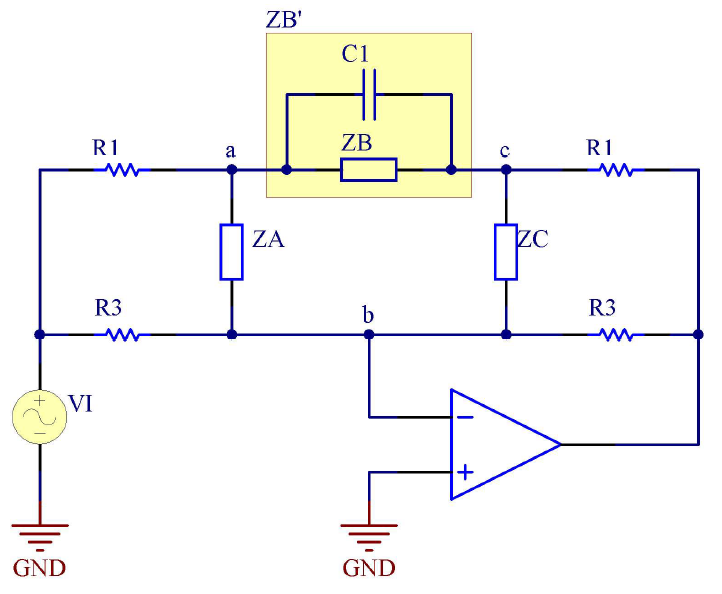 ZB'
C1
R1
a
ZB
c
R1
ZA
ZC
R3
b
R3
+
VI
−
−
+
GND
GND